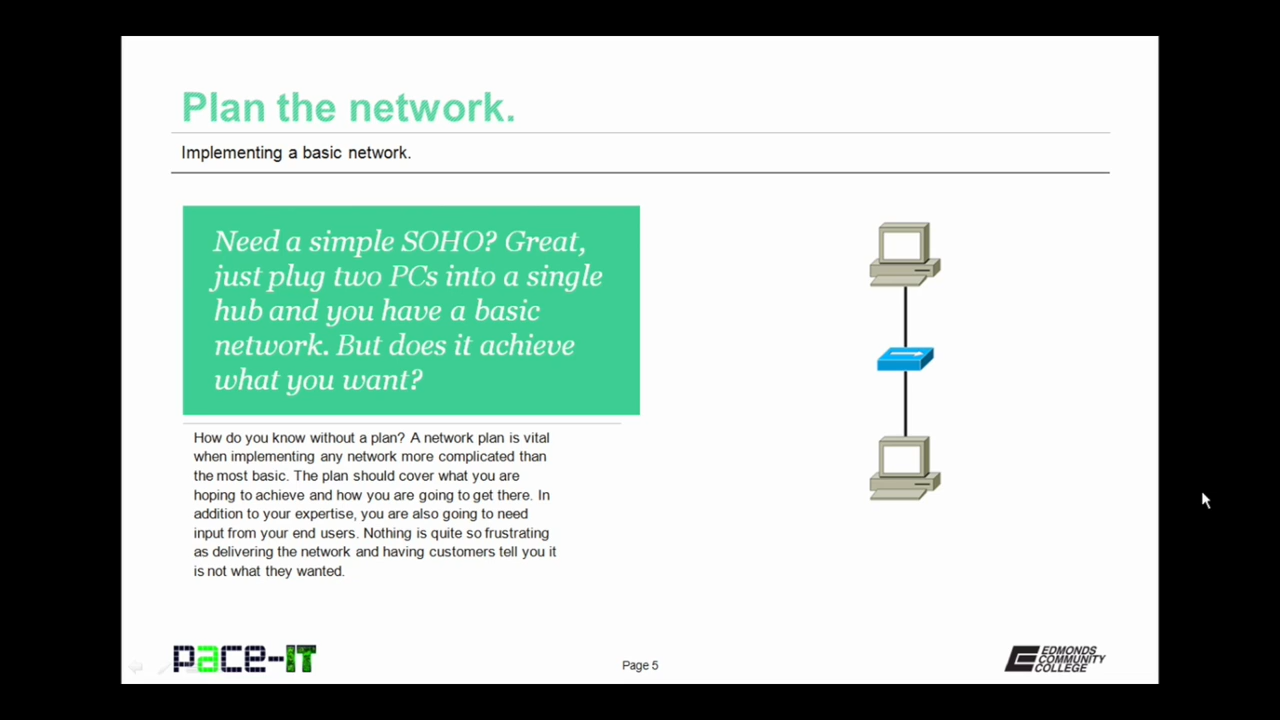 Plan the network.
Implementing a basic network.
Need a simple SOHO? Great,
just plug two PCs into a single
hub and you have a basic
network. But does it achieve
what you want?
How do you know without a plan? A network plan is vital
when implementing any network more complicated than
the most basic. The plan should cover what you are
hoping to achieve and how you are going to get there. In
addition to your expertise, you are also going to need
input from your end users. Nothing is quite so frustrating
as delivering the network and having customers tell you it
is not what they wanted.
pace-IT
Page 5
EDMONDS
COMMUNITY
COLLEGE